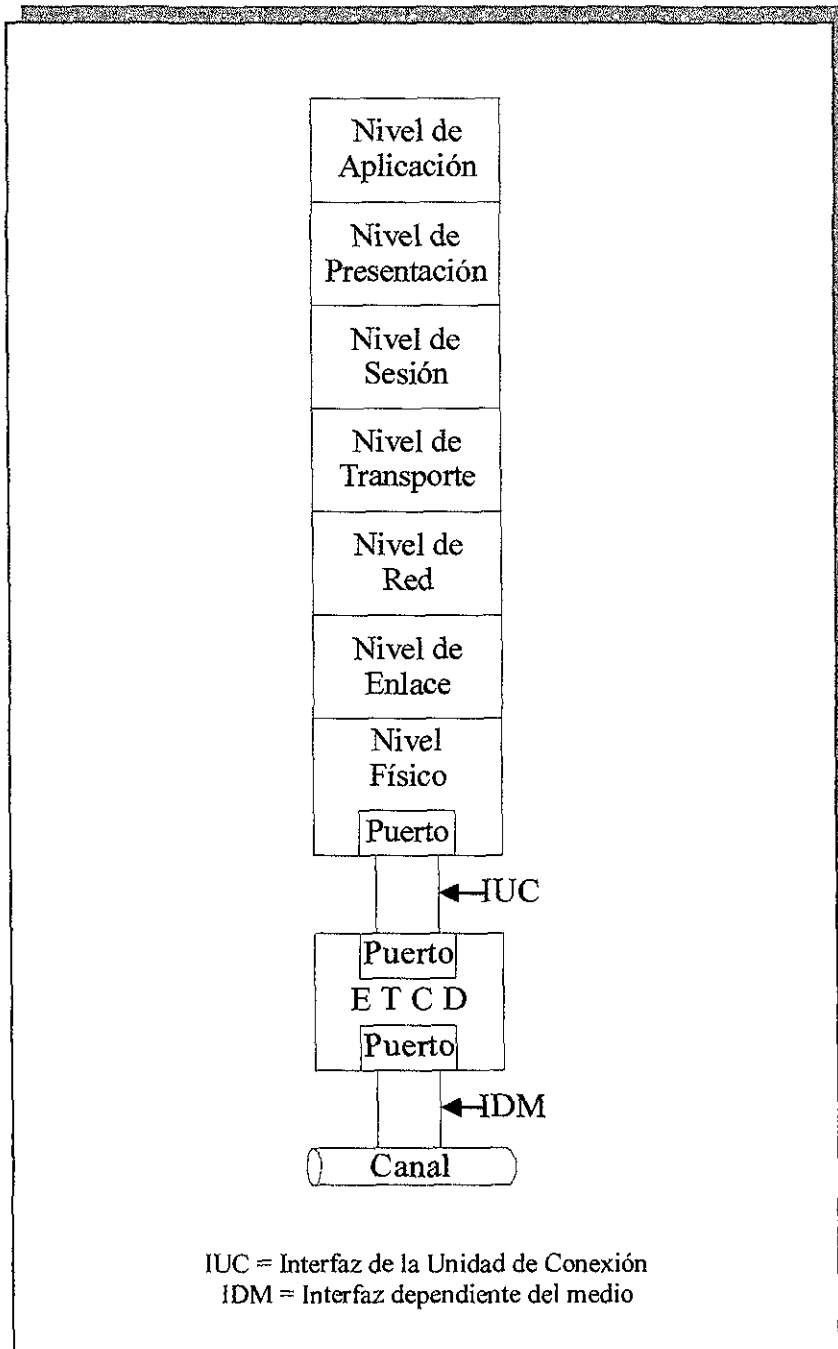 Nivel de
Aplicación
Nivel de
Presentación
Nivel de
Sesión
Nivel de
Transporte
Nivel de
Red
Nivel de
Enlace
Nivel
Físico
Puerto
IUC
Puerto
E T C D
Puerto
IDM
Canal
IUC = Interfaz de la Unidad de Conexión
IDM = Interfaz dependiente del medio